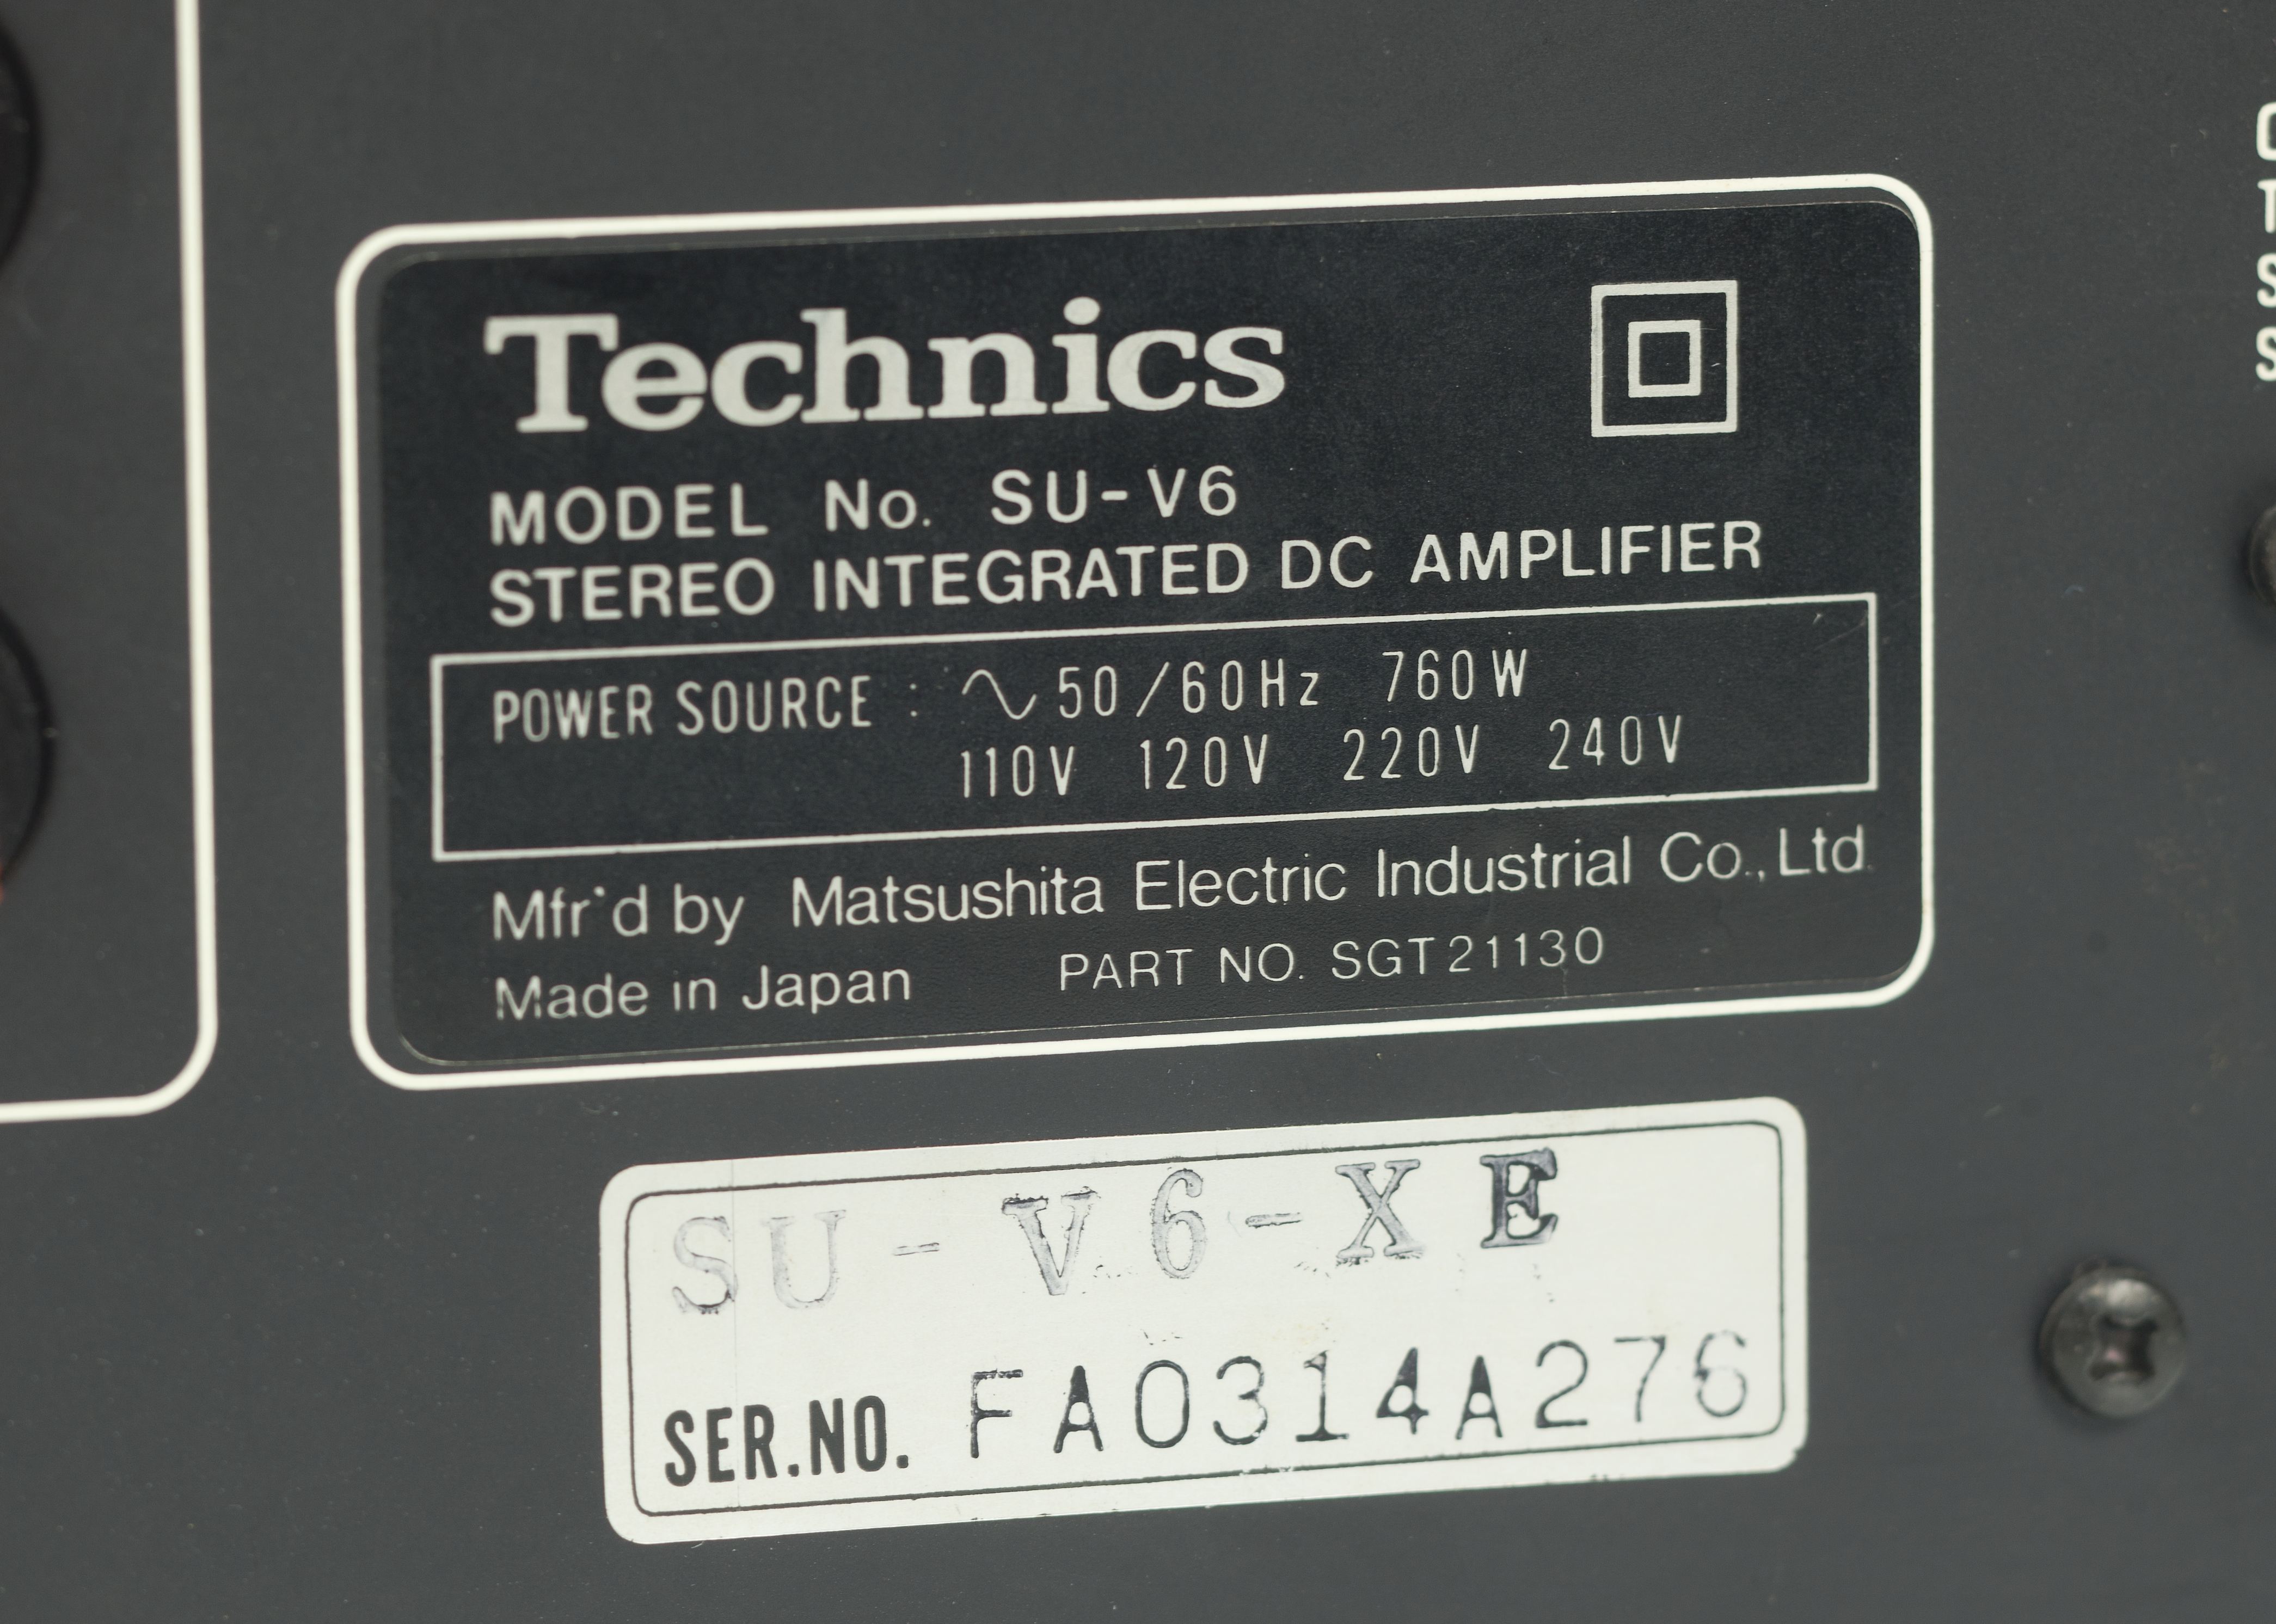 Technics
MODEL No. SU-V6
STEREO INTEGRATED DC AMPLIFIER
POWER SOURCE : ∿50/60Hz 760W
110V 120V 220V 240V
Mfr'd by Matsushita Electric Industrial Co., Ltd.
Made in Japan PART NO. SGT21130
SU-V6-XE
SER.NO. FA0314A276